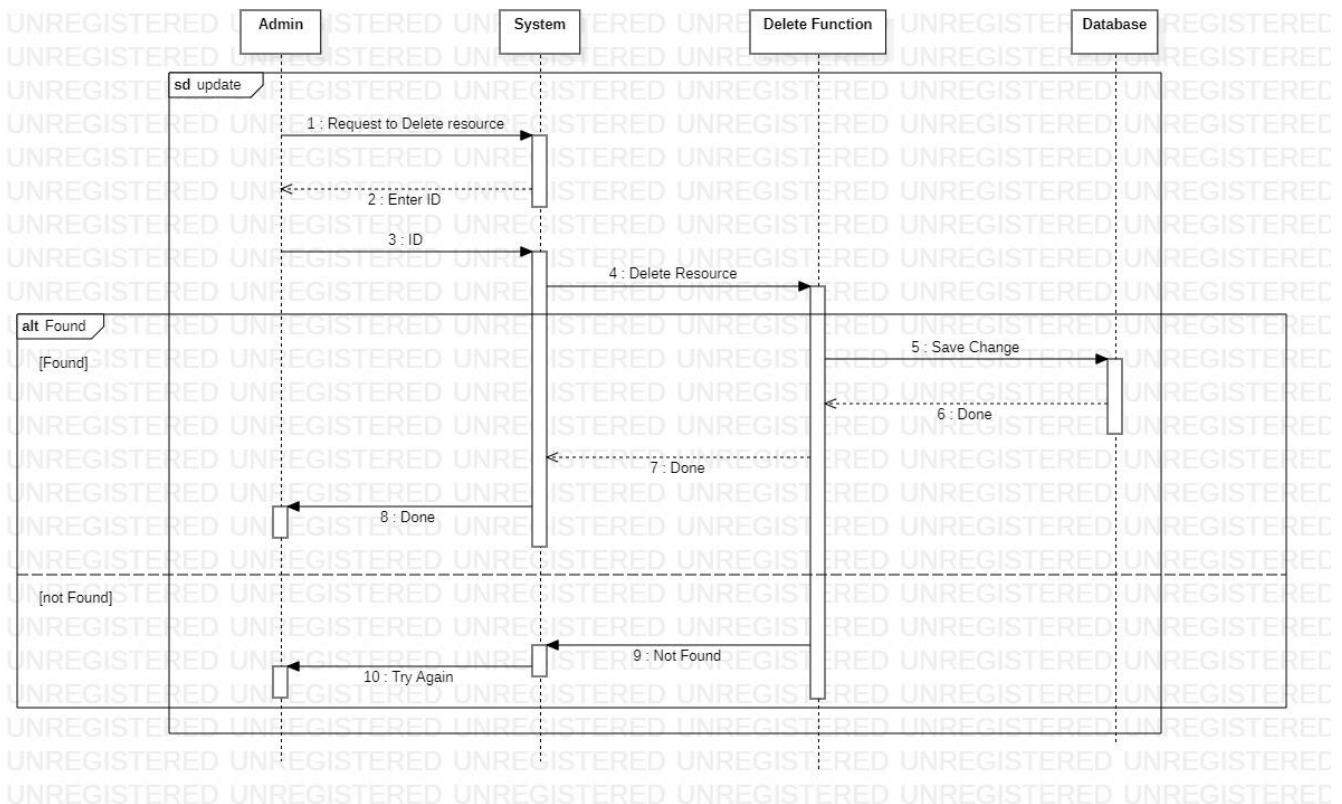 Admin
System
Delete Function
Database
sd update
1 : Request to Delete resource
2 : Enter ID
3 : ID
4 : Delete Resource
alt Found
[Found]
5 : Save Change
6 : Done
7 : Done
8 : Done
[not Found]
9 : Not Found
10 : Try Again
UNREGISTERED